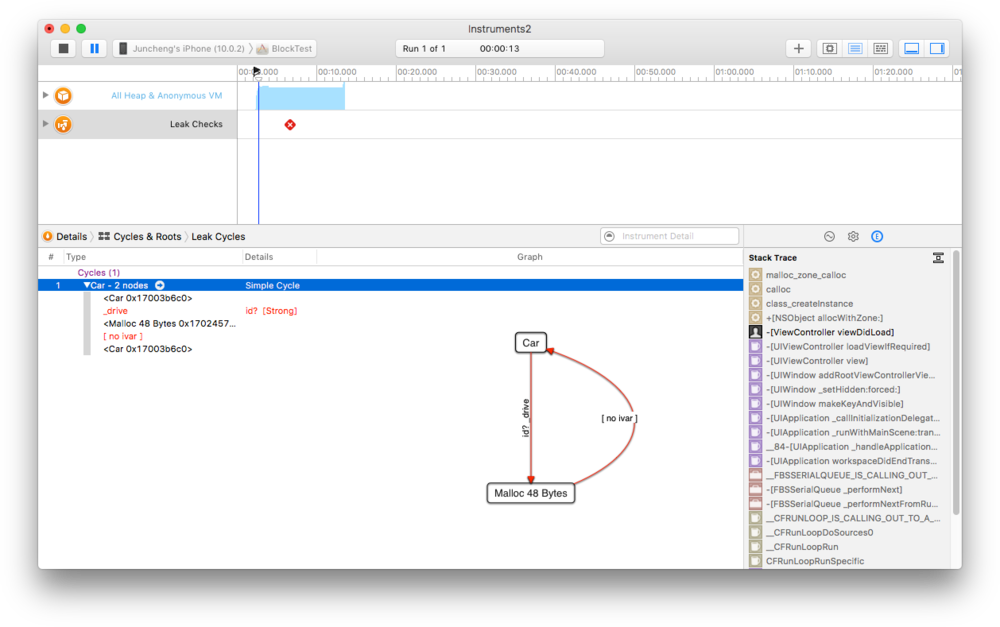 Instruments2
Juncheng's iPhone (10.0.2) 〉 BlockTest
Run 1 of 1 00:00:13
00:00.000 00:10.000 00:20.000 00:30.000 00:40.000 00:50.000 01:00.000 01:10.000 01:20.000
All Heap & Anonymous VM
Leak Checks
Details 〉 Cycles & Roots 〉 Leak Cycles
Instrument Detail
E
# Type Details Graph
Cycles (1)
1 ▼Car - 2 nodes Simple Cycle
<Car 0x17003b6c0>
_drive id? [Strong]
<Malloc 48 Bytes 0x1702457...
[ no ivar ]
<Car 0x17003b6c0>
Car
id? _drive
[ no ivar ]
Malloc 48 Bytes
Stack Trace
malloc_zone_calloc
calloc
class_createInstance
+[NSObject allocWithZone:]
-[ViewController viewDidLoad]
-[UIViewController loadViewIfRequired]
-[UIViewController view]
-[UIWindow addRootViewControllerVie...
-[UIWindow _setHidden:forced:]
-[UIWindow makeKeyAndVisible]
-[UIApplication _callInitializationDelegat...
-[UIApplication _runWithMainScene:tran...
__84-[UIApplication _handleApplication...
-[UIApplication workspaceDidEndTrans...
__FBSSERIALQUEUE_IS_CALLING_OUT_...
-[FBSSerialQueue _performNext]
-[FBSSerialQueue _performNextFromRu...
__CFRUNLOOP_IS_CALLING_OUT_TO_A_...
__CFRunLoopDoSources0
__CFRunLoopRun
CFRunLoopRunSpecific